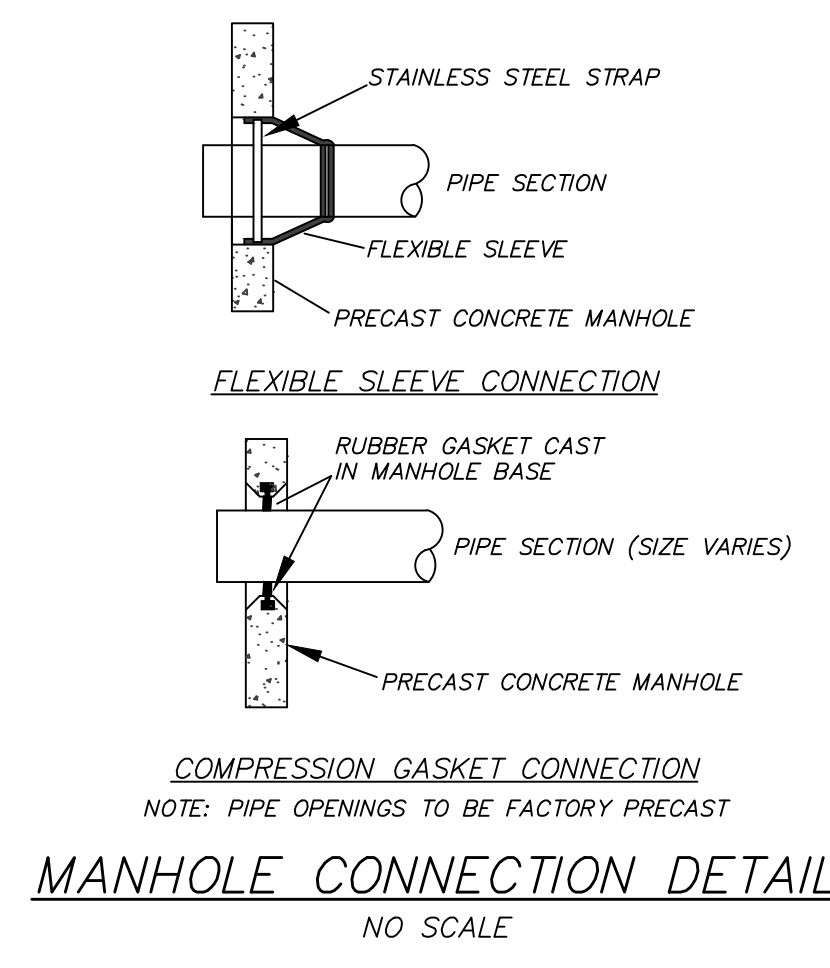 STAINLESS STEEL STRAP
PIPE SECTION
FLEXIBLE SLEEVE
PRECAST CONCRETE MANHOLE
FLEXIBLE SLEEVE CONNECTION
RUBBER GASKET CAST
IN MANHOLE BASE
PIPE SECTION (SIZE VARIES)
PRECAST CONCRETE MANHOLE
COMPRESSION GASKET CONNECTION
NOTE: PIPE OPENINGS TO BE FACTORY PRECAST
MANHOLE CONNECTION DETAIL
NO SCALE